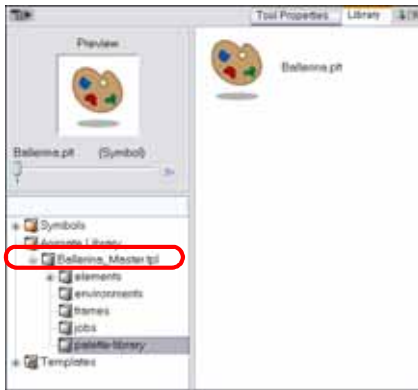 Tool Properties
Library
Preview
Ballerina.plt
Ballerina.plt (Symbol)
Symbols
Animate Library
Ballerina_Master.tpl
elements
environments
frames
jobs
palette-library
Templates